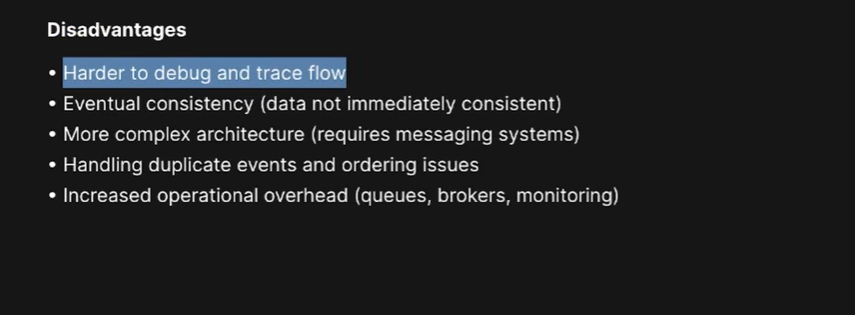 Disadvantages
• Harder to debug and trace flow
• Eventual consistency (data not immediately consistent)
• More complex architecture (requires messaging systems)
• Handling duplicate events and ordering issues
• Increased operational overhead (queues, brokers, monitoring)